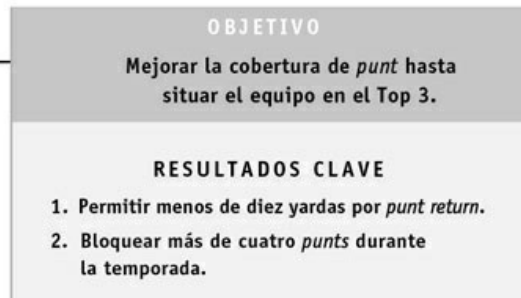 OBJETIVO
Mejorar la cobertura de punt hasta
situar el equipo en el Top 3.
RESULTADOS CLAVE
1. Permitir menos de diez yardas por punt return.
2. Bloquear más de cuatro punts durante
la temporada.